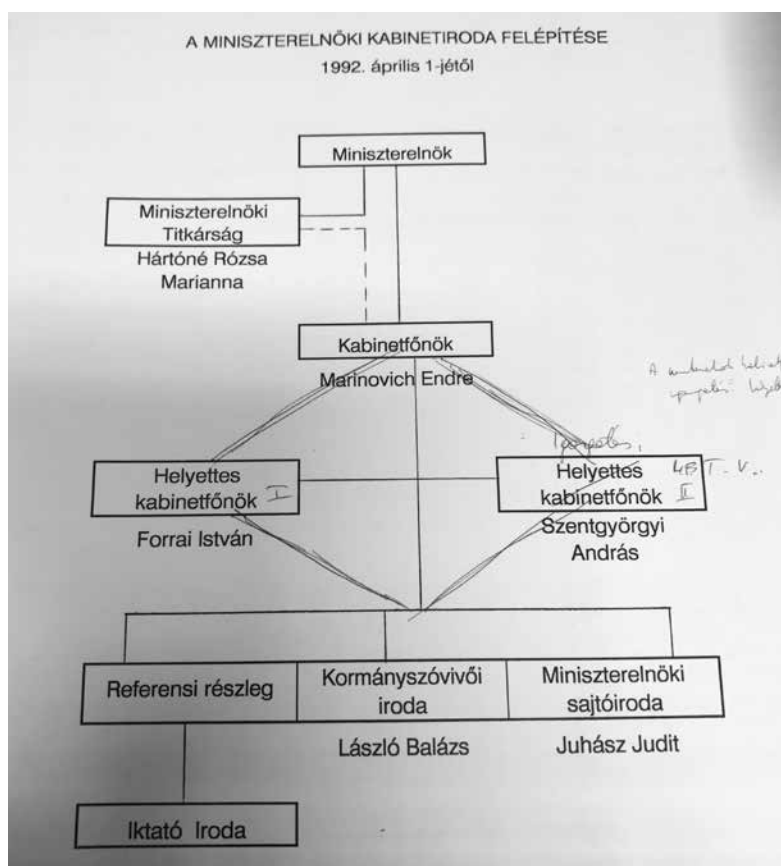 A MINISZTERELNÖKI KABINETIRODA FELÉPÍTÉSE
1992. április 1-jétől
Miniszterelnök
Miniszterelnöki
Titkárság
Hártóné Rózsa
Marianna
Kabinetfőnök
Marinovich Endre
A
Helyettes
kabinetfőnök I
Forrai István
Helyettes
kabinetfőnök II
Szentgyörgyi
András
Referensi részleg
Kormányszóvivői
iroda
László Balázs
Miniszterelnöki
sajtóiroda
Juhász Judit
Iktató Iroda